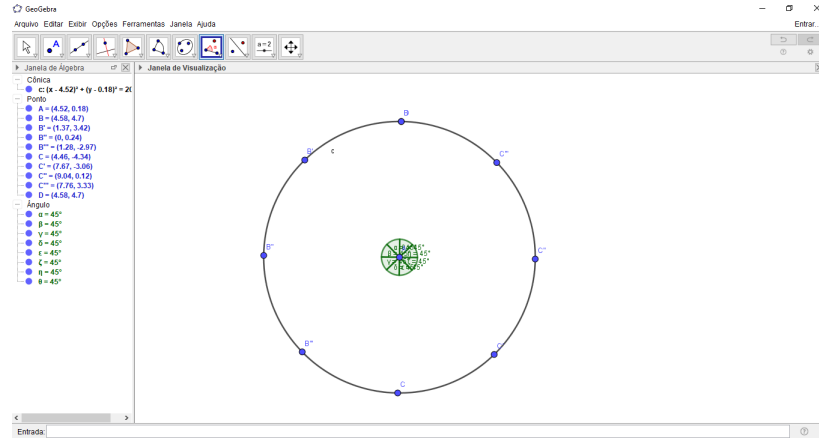 GeoGebra
Arquivo Editar Exibir Opções Ferramentas Janela Ajuda
Entrar...
A
a=2
Janela de Álgebra
Janela de Visualização
Cônica
c: (x - 4.52)² + (y - 0.18)² = 20
Ponto
A = (4.52, 0.18)
B = (4.58, 4.7)
B' = (1.37, 3.42)
B'' = (0, 0.24)
B''' = (1.28, -2.97)
C = (4.46, -4.34)
C' = (7.67, -3.06)
C'' = (9.04, 0.12)
C''' = (7.76, 3.33)
D = (4.58, 4.7)
Ângulo
α = 45°
β = 45°
γ = 45°
δ = 45°
ε = 45°
ζ = 45°
η = 45°
θ = 45°
B'
c
C'''
B''
C''
B'''
C'
C
Entrada: